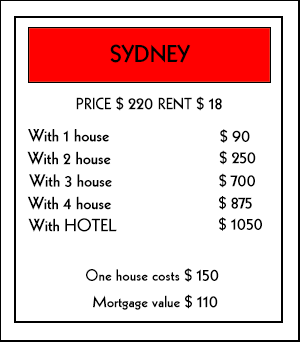 SYDNEY
PRICE $ 220 RENT $ 18
With 1 house $ 90
With 2 house $ 250
With 3 house $ 700
With 4 house $ 875
With HOTEL $ 1050
One house costs $ 150
Mortgage value $ 110